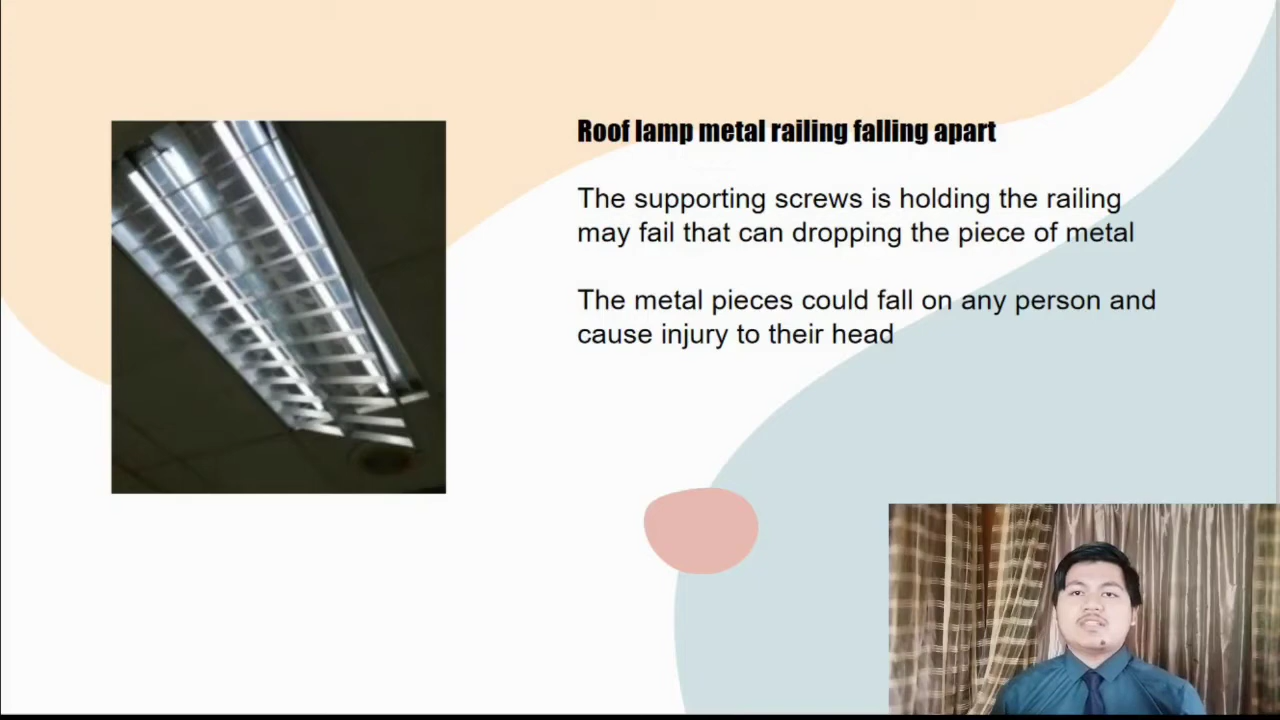 Roof lamp metal railing falling apart
The supporting screws is holding the railing
may fail that can dropping the piece of metal
The metal pieces could fall on any person and
cause injury to their head